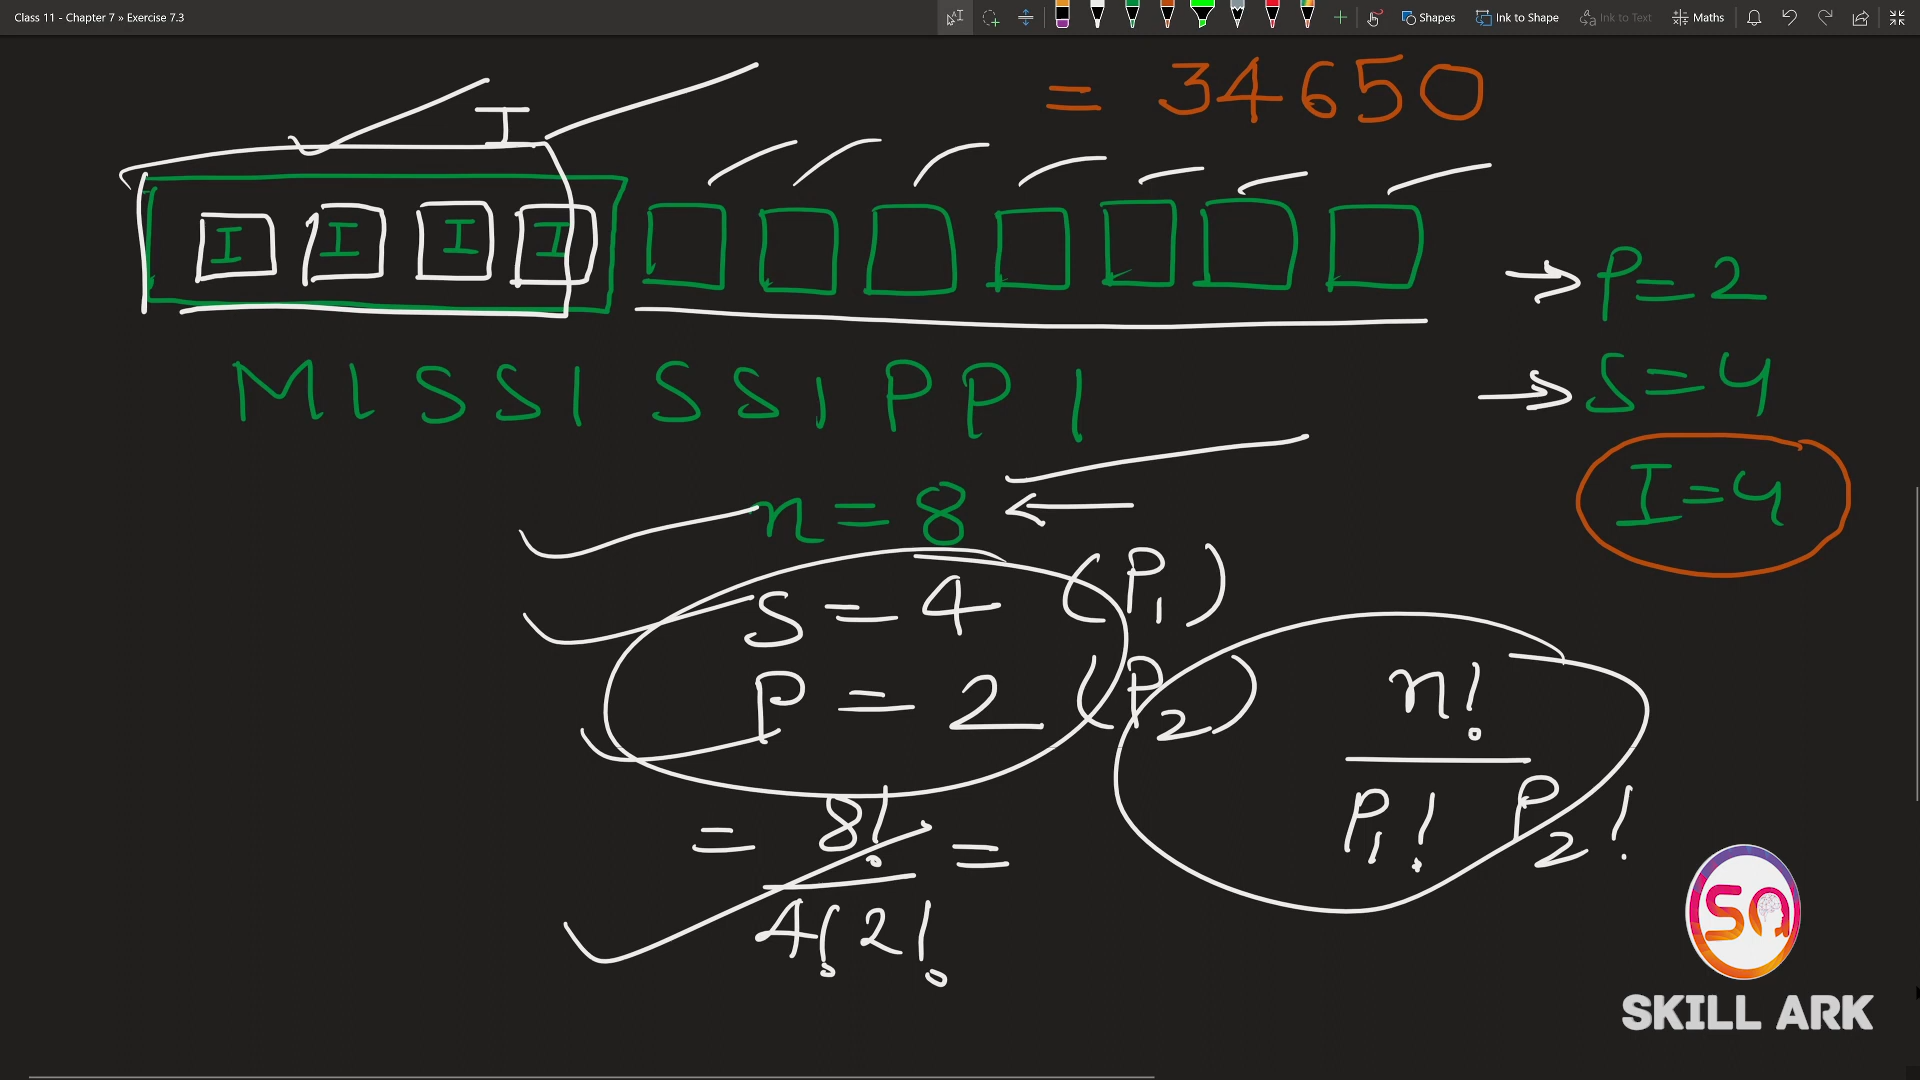 Class 11 - Chapter 7 » Exercise 7.3
Shapes Ink to Shape Ink to Text Maths
= 34650
I
I I I I
P = 2
MISSISSIPPI
S = 4
I = 4
n = 8
S = 4 (P1)
P = 2 (P2)
n!
P1! P2!
= 8! =
4! 2!
SA
SKILL ARK